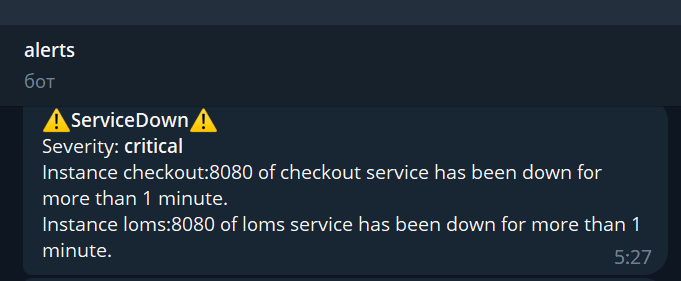 alerts
бот
⚠️ServiceDown⚠️
Severity: critical
Instance checkout:8080 of checkout service has been down for
more than 1 minute.
Instance loms:8080 of loms service has been down for more than 1
minute.
5:27